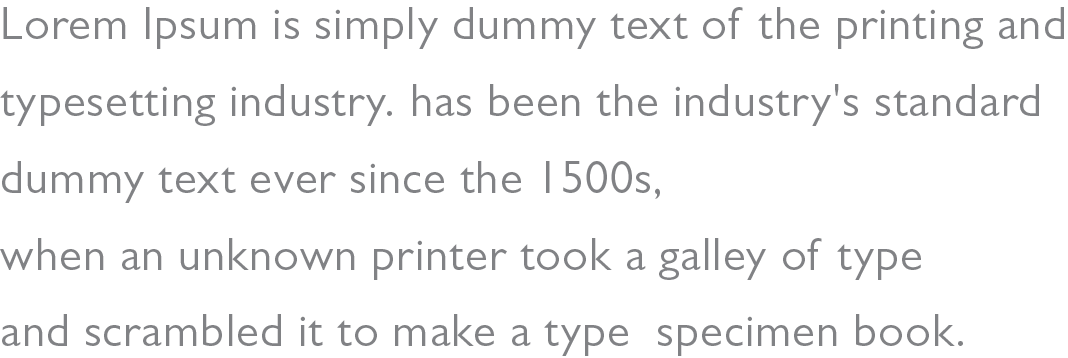 Lorem Ipsum is simply dummy text of the printing and
typesetting industry. has been the industry's standard
dummy text ever since the 1500s,
when an unknown printer took a galley of type
and scrambled it to make a type  specimen book.